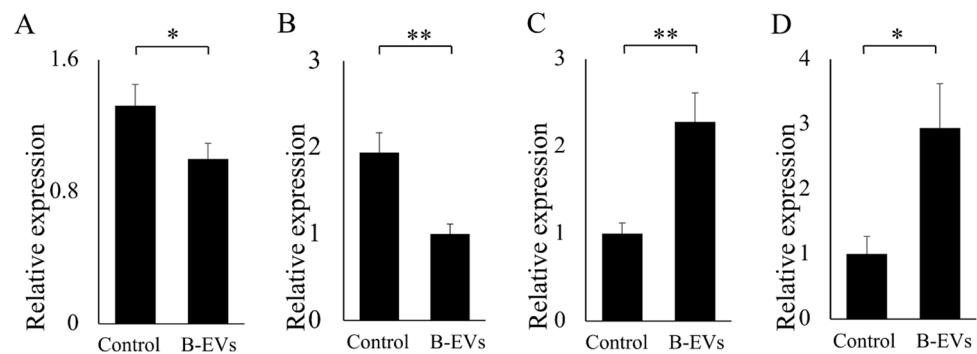 A
*
Relative expression
1.6
0.8
0
Control B-EVs
B
**
Relative expression
3
2
1
0
Control B-EVs
C
**
Relative expression
3
2
1
0
Control B-EVs
D
*
Relative expression
4
3
2
1
0
Control B-EVs